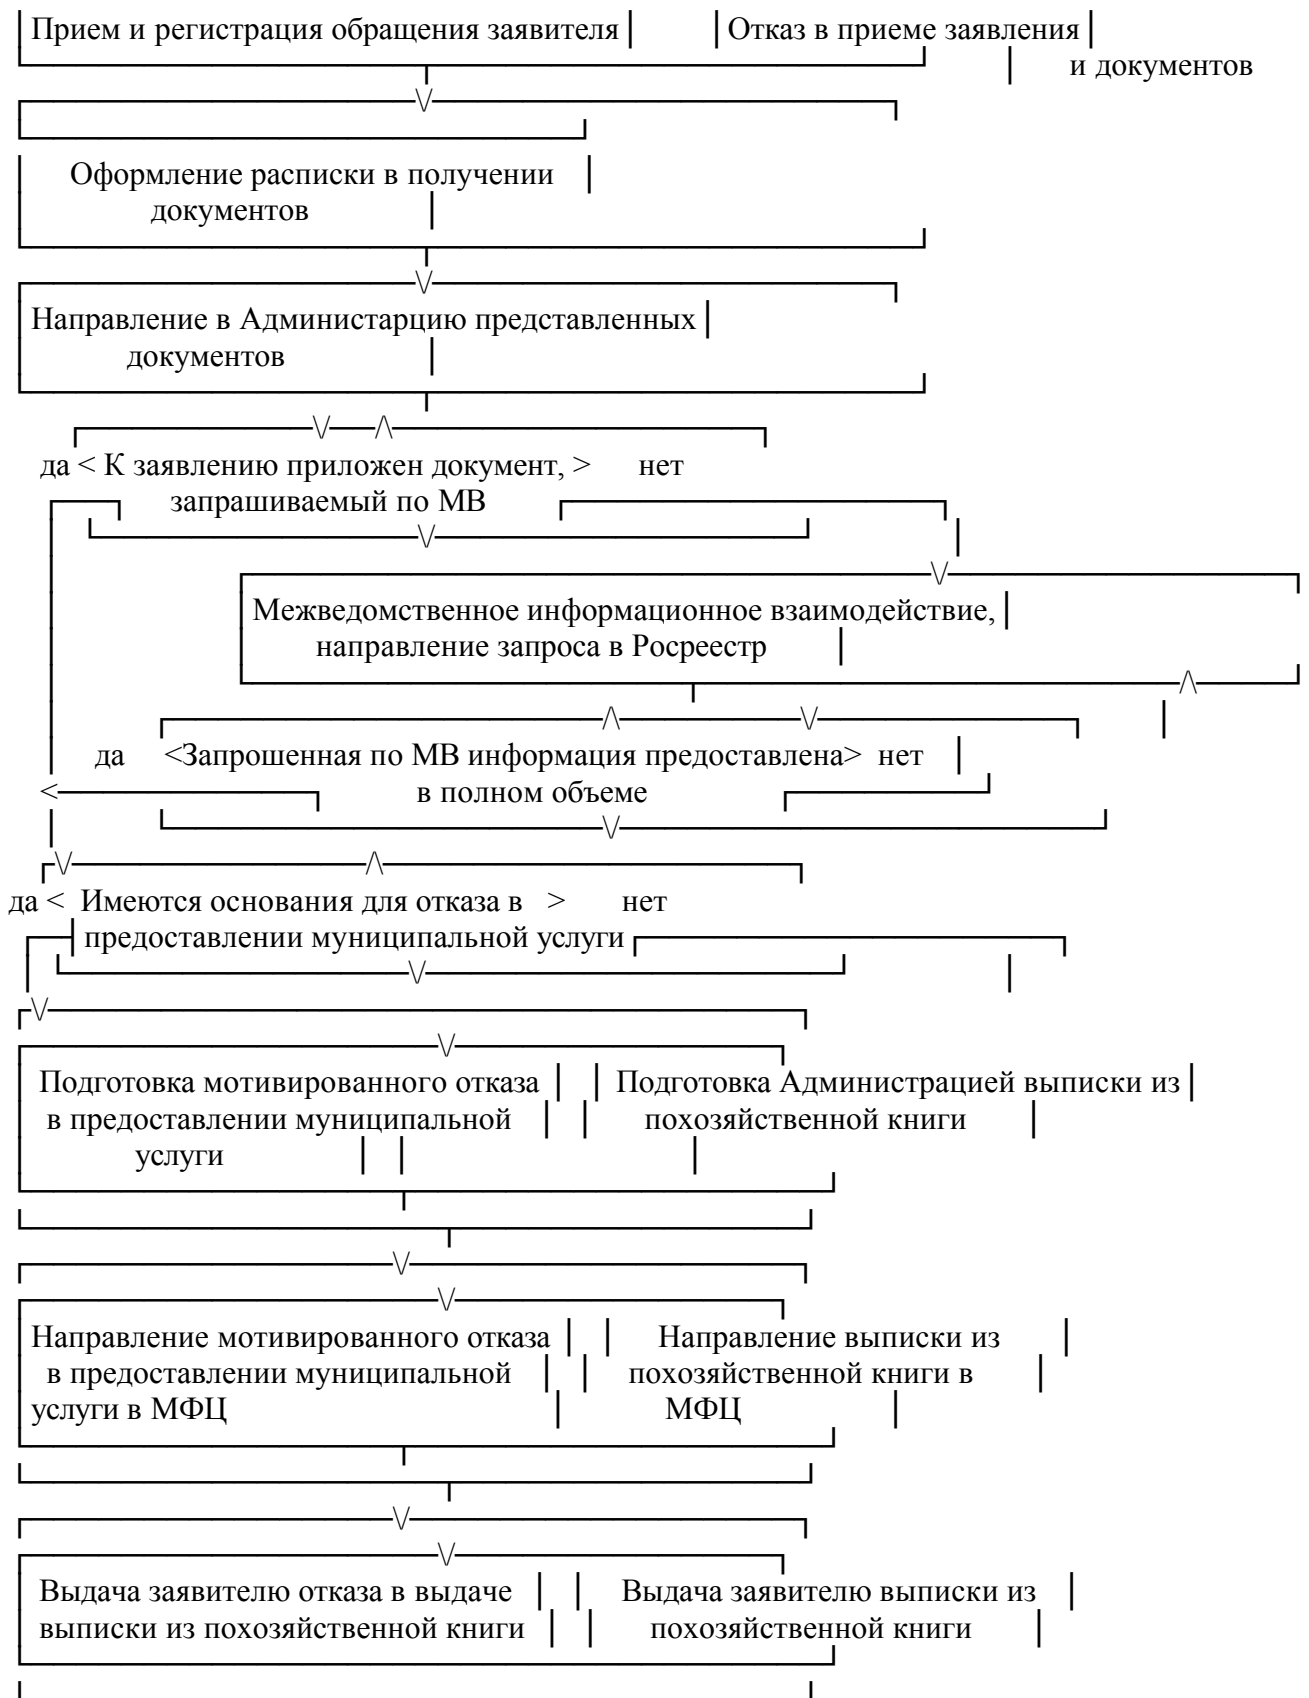 Прием и регистрация обращения заявителя Отказ в приеме заявления
и документов
Оформление расписки в получении
документов
Направление в Администарцию представленных
документов
да < К заявлению приложен документ, > нет
запрашиваемый по МВ
Межведомственное информационное взаимодействие,
направление запроса в Росреестр
да <Запрошенная по МВ информация предоставлена> нет
в полном объеме
да < Имеются основания для отказа в > нет
предоставлении муниципальной услуги
Подготовка мотивированного отказа Подготовка Администрацией выписки из
в предоставлении муниципальной похозяйственной книги
услуги
Направление мотивированного отказа Направление выписки из
в предоставлении муниципальной похозяйственной книги в
услуги в МФЦ МФЦ
Выдача заявителю отказа в выдаче Выдача заявителю выписки из
выписки из похозяйственной книги похозяйственной книги